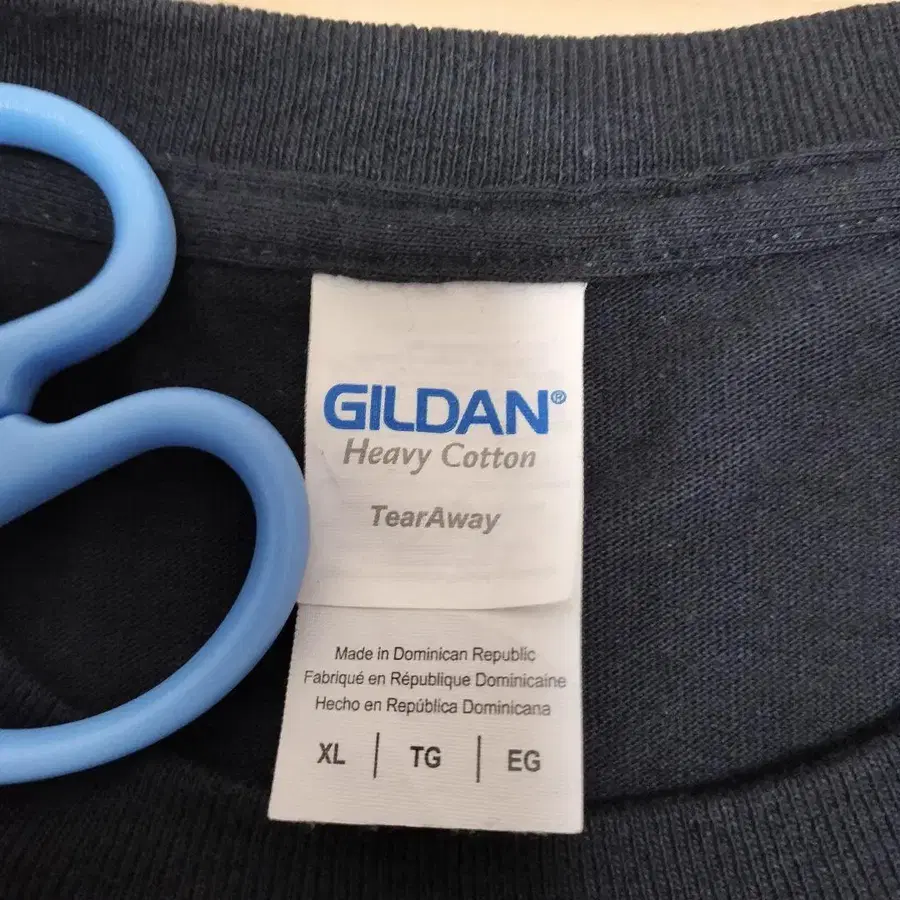 GILDAN®
Heavy Cotton
TearAway
Made in Dominican Republic
Fabriqué en République Dominicaine
Hecho en República Dominicana
XL | TG | EG